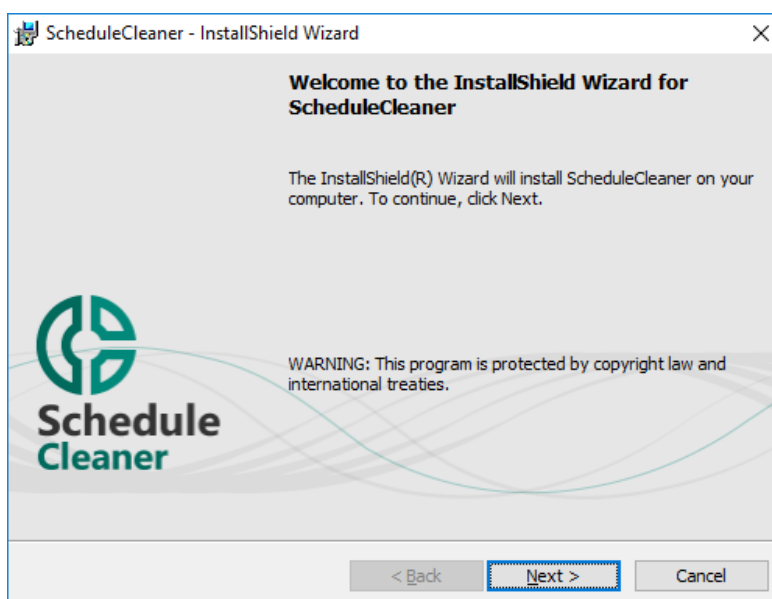 ScheduleCleaner - InstallShield Wizard
Welcome to the InstallShield Wizard for
ScheduleCleaner
The InstallShield(R) Wizard will install ScheduleCleaner on your
computer. To continue, click Next.
WARNING: This program is protected by copyright law and
international treaties.
Schedule
Cleaner
< Back
Next >
Cancel